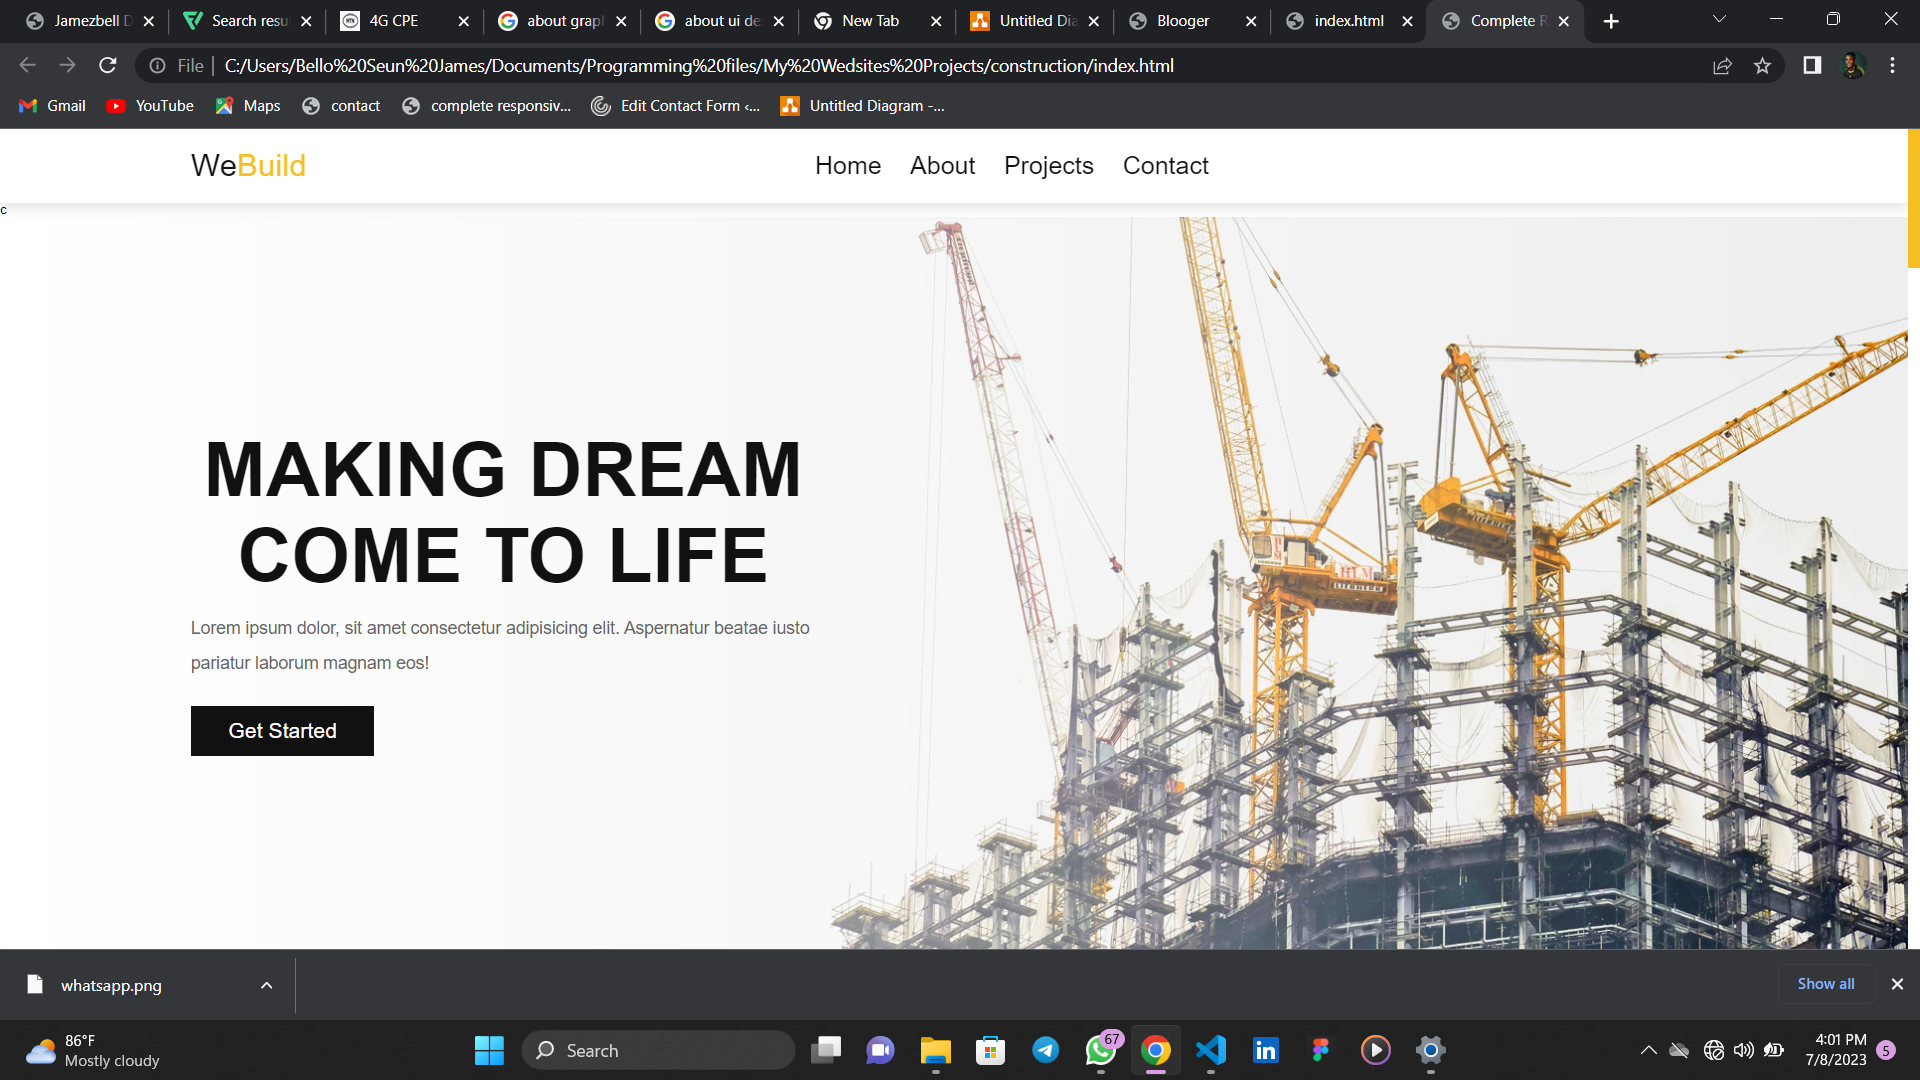 Jamezbell D
Search resu
4G CPE
about grap
about ui de
New Tab
Untitled Dia
Blooger
index.html
Complete R
File
C:/Users/Bello%20Seun%20James/Documents/Programming%20files/My%20Wedsites%20Projects/construction/index.html
Gmail
YouTube
Maps
contact
complete responsiv...
Edit Contact Form <...
Untitled Diagram -...
WeBuild
Home
About
Projects
Contact
c
MAKING DREAM
COME TO LIFE
Lorem ipsum dolor, sit amet consectetur adipisicing elit. Aspernatur beatae iusto
pariatur laborum magnam eos!
Get Started
LIEBHERR
whatsapp.png
Show all
86°F
Mostly cloudy
Search
67
in
4:01 PM
7/8/2023
5